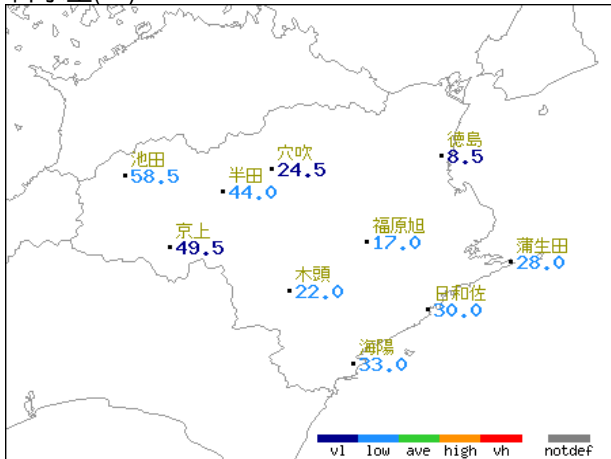 徳島
8.5
穴吹
24.5
池田
58.5
半田
44.0
京上
49.5
福原旭
17.0
蒲生田
28.0
木頭
22.0
日和佐
30.0
海陽
33.0
vl low ave high vh notdef